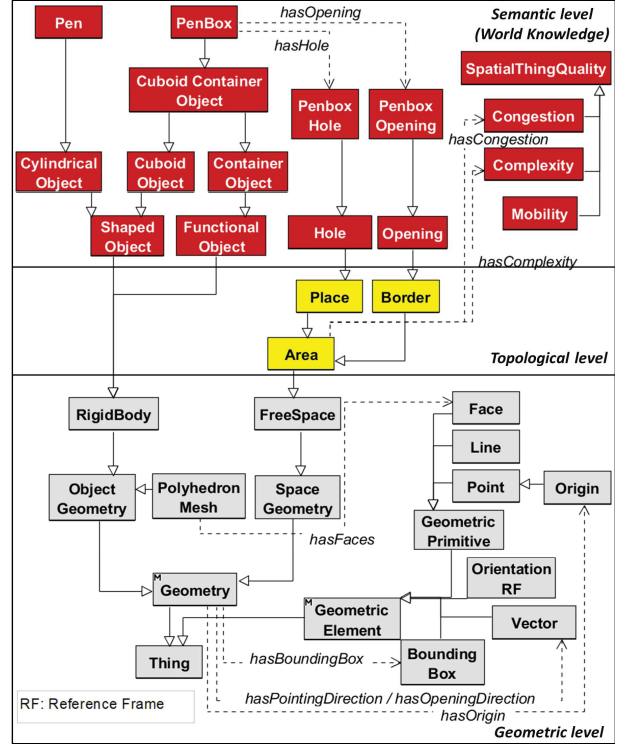 Pen
PenBox
hasOpening
hasHole
Semantic level
(World Knowledge)
SpatialThingQuality
Cuboid Container
Object
Penbox
Hole
Penbox
Opening
Congestion
hasCongestion
Complexity
Cylindrical
Object
Cuboid
Object
Container
Object
Mobility
Shaped
Object
Functional
Object
Hole
Opening
hasComplexity
Place
Border
Area
Topological level
RigidBody
FreeSpace
Face
Line
Object
Geometry
Polyhedron
Mesh
Space
Geometry
Point
Origin
hasFaces
Geometric
Primitive
Orientation
RF
M
Geometry
M
Geometric
Element
Vector
Thing
hasBoundingBox
Bounding
Box
hasPointingDirection / hasOpeningDirection
RF: Reference Frame
hasOrigin
Geometric level